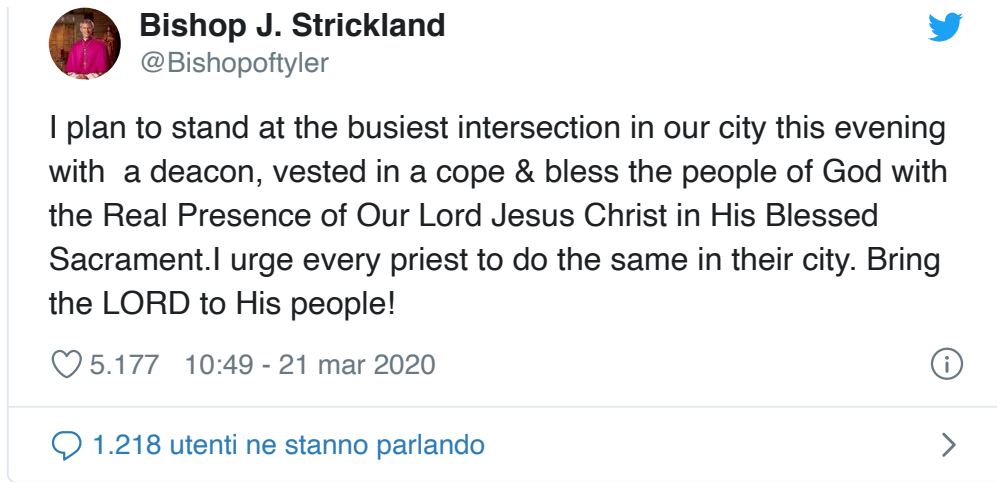 Bishop J. Strickland
@Bishopoftyler
I plan to stand at the busiest intersection in our city this evening
with  a deacon, vested in a cope & bless the people of God with
the Real Presence of Our Lord Jesus Christ in His Blessed
Sacrament.I urge every priest to do the same in their city. Bring
the LORD to His people!
5.177 10:49 - 21 mar 2020
1.218 utenti ne stanno parlando